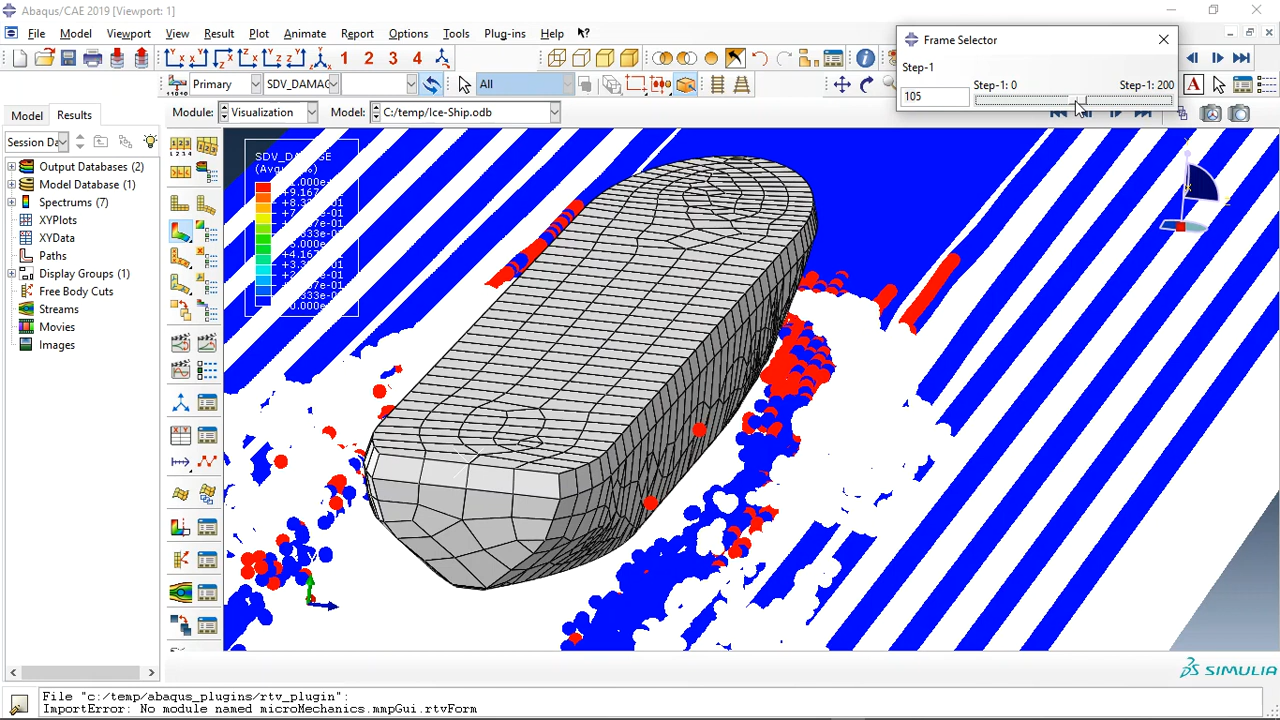 Abaqus/CAE 2019 [Viewport: 1]
File Model Viewport View Result Plot Animate Report Options Tools Plug-ins Help
Frame Selector
Step-1
Step-1: 0 Step-1: 200
105
1 2 3 4
Primary SDV_DAMAG All
Model Results Module: Visualization Model: C:/temp/Ice-Ship.odb
Session Da
Output Databases (2)
Model Database (1)
Spectrums (7)
XYPlots
XYData
Paths
Display Groups (1)
Free Body Cuts
Streams
Movies
Images
SIMULIA
File "c:/temp/abaqus_plugins/rtv_plugin":
ImportError: No module named microMechanics.mmpGui.rtvForm